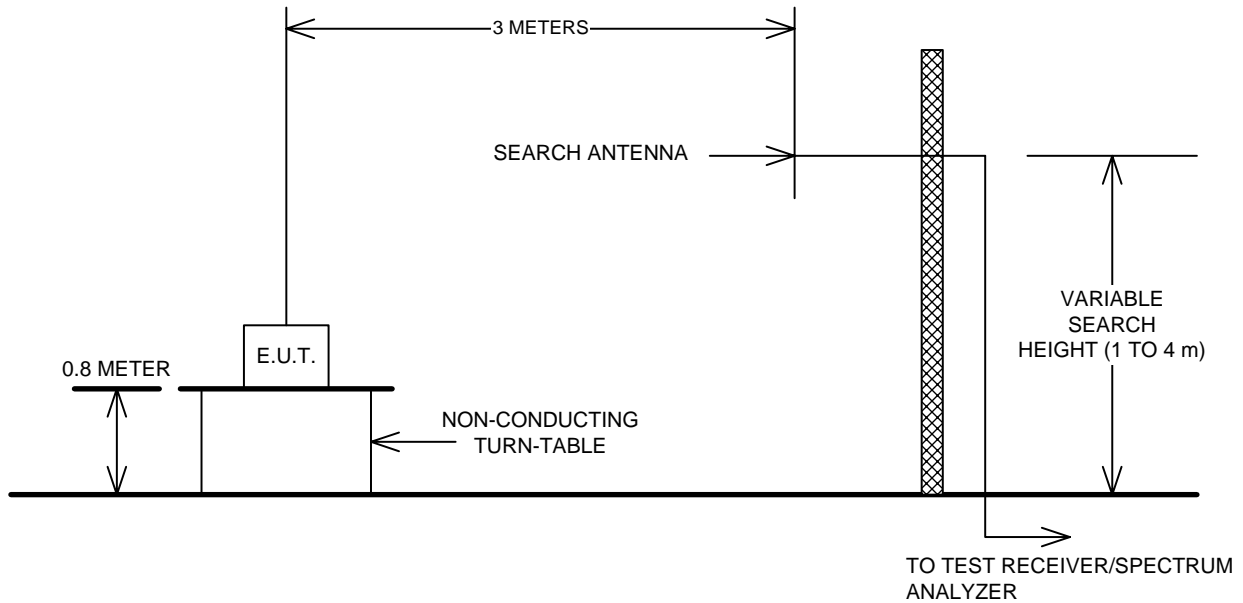 3 METERS
SEARCH ANTENNA
VARIABLE
SEARCH
HEIGHT (1 TO 4 m)
E.U.T.
0.8 METER
NON-CONDUCTING
TURN-TABLE
TO TEST RECEIVER/SPECTRUM
ANALYZER